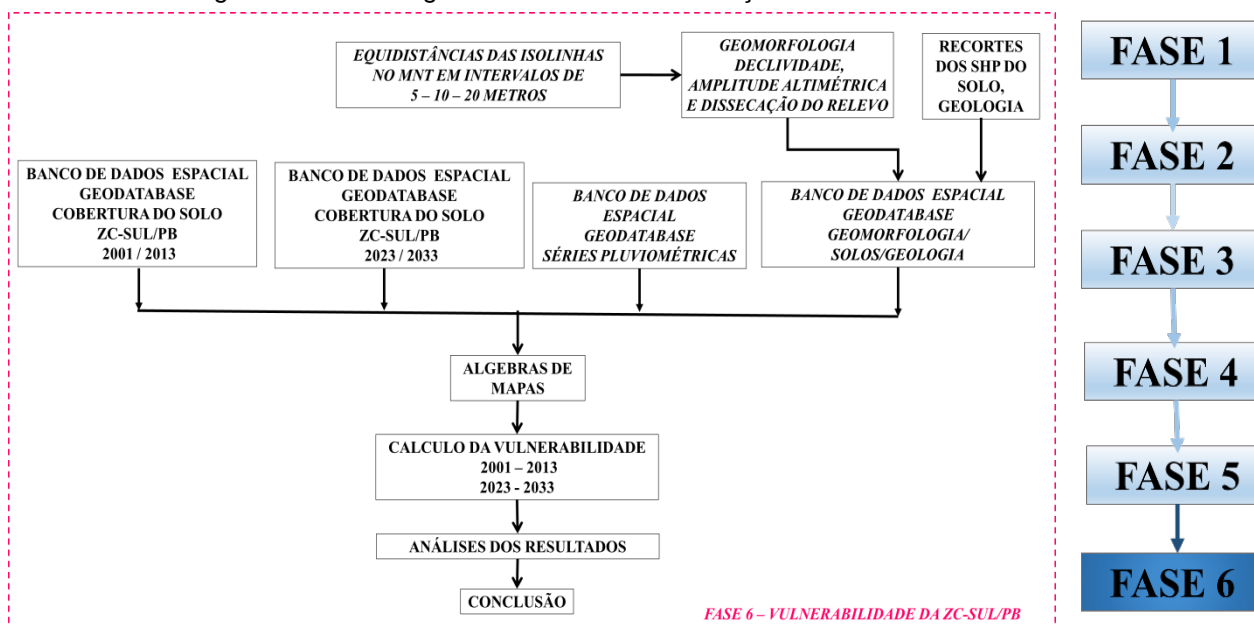 EQUIDISTÂNCIAS DAS ISOLINHAS
NO MNT EM INTERVALOS DE
5 – 10 – 20 METROS
GEOMORFOLOGIA
DECLIVIDADE,
AMPLITUDE ALTIMÉTRICA
E DISSECAÇÃO DO RELEVO
RECORTES
DOS SHP DO
SOLO,
GEOLOGIA
BANCO DE DADOS ESPACIAL
GEODATABASE
COBERTURA DO SOLO
ZC-SUL/PB
2001 / 2013
BANCO DE DADOS ESPACIAL
GEODATABASE
COBERTURA DO SOLO
ZC-SUL/PB
2023 / 2033
BANCO DE DADOS
ESPACIAL
GEODATABASE
SÉRIES PLUVIOMÉTRICAS
BANCO DE DADOS ESPACIAL
GEODATABASE
GEOMORFOLOGIA/
SOLOS/GEOLOGIA
ALGEBRAS DE
MAPAS
CALCULO DA VULNERABILIDADE
2001 – 2013
2023 - 2033
ANÁLISES DOS RESULTADOS
CONCLUSÃO
FASE 6 – VULNERABILIDADE DA ZC-SUL/PB
FASE 1
FASE 2
FASE 3
FASE 4
FASE 5
FASE 6